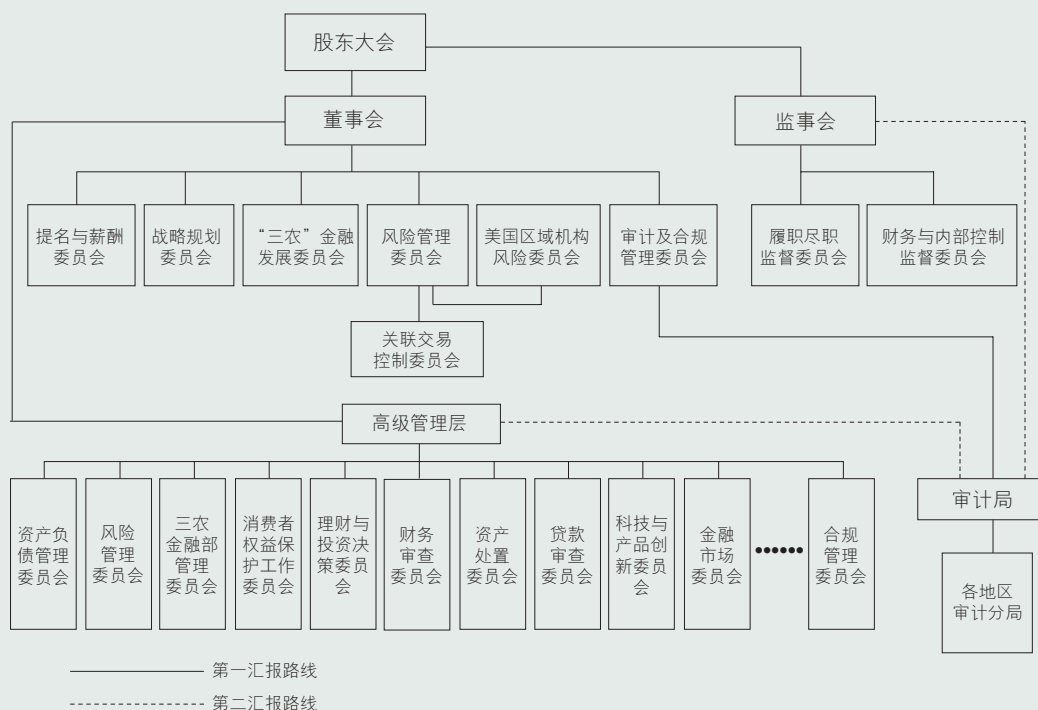 股东大会
董事会
监事会
提名与薪酬
委员会
战略规划
委员会
“三农”金融
发展委员会
风险管理
委员会
美国区域机构
风险委员会
审计及合规
管理委员会
履职尽职
监督委员会
财务与内部控制
监督委员会
关联交易
控制委员会
高级管理层
资产负
债管理
委员会
风险
管理
委员会
三农
金融部
管理
委员会
消费者
权益保
护工作
委员会
理财与
投资决
策委员会
财务
审查
委员会
资产
处置
委员会
贷款
审查
委员会
科技与
产品创
新委员
会
金融
市场
委员会
••••••
合规
管理
委员会
审计局
各地区
审计分局
第一汇报路线
第二汇报路线